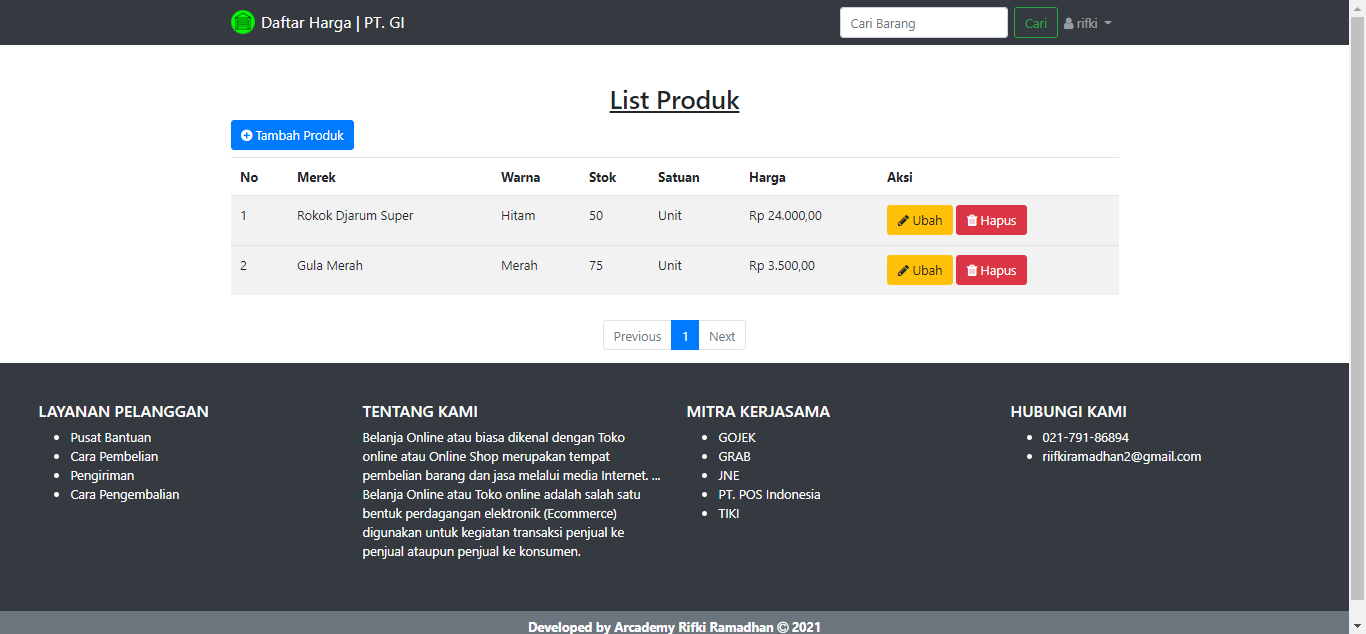 Daftar Harga | PT. GI
Cari Barang
Cari
rifki
List Produk
Tambah Produk
No Merek Warna Stok Satuan Harga Aksi
1 Rokok Djarum Super Hitam 50 Unit Rp 24.000,00 Ubah Hapus
2 Gula Merah Merah 75 Unit Rp 3.500,00 Ubah Hapus
Previous 1 Next
LAYANAN PELANGGAN
Pusat Bantuan
Cara Pembelian
Pengiriman
Cara Pengembalian
TENTANG KAMI
Belanja Online atau biasa dikenal dengan Toko
online atau Online Shop merupakan tempat
pembelian barang dan jasa melalui media Internet. ...
Belanja Online atau Toko online adalah salah satu
bentuk perdagangan elektronik (Ecommerce)
digunakan untuk kegiatan transaksi penjual ke
penjual ataupun penjual ke konsumen.
MITRA KERJASAMA
GOJEK
GRAB
JNE
PT. POS Indonesia
TIKI
HUBUNGI KAMI
021-791-86894
riifkiramadhan2@gmail.com
Developed by Arcademy Rifki Ramadhan © 2021